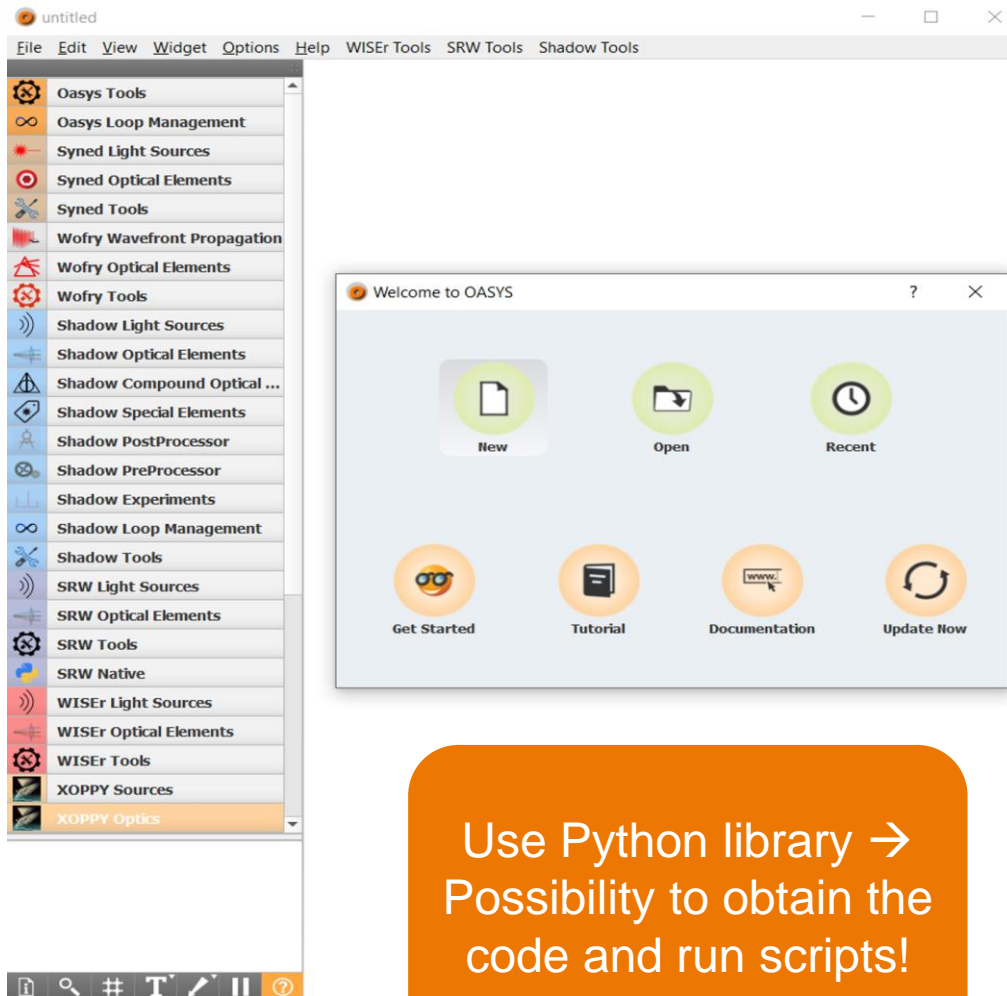 untitled
File Edit View Widget Options Help WISEr Tools SRW Tools Shadow Tools
Oasys Tools
Oasys Loop Management
Syned Light Sources
Syned Optical Elements
Syned Tools
Wofry Wavefront Propagation
Wofry Optical Elements
Wofry Tools
Shadow Light Sources
Shadow Optical Elements
Shadow Compound Optical ...
Shadow Special Elements
Shadow PostProcessor
Shadow PreProcessor
Shadow Experiments
Shadow Loop Management
Shadow Tools
SRW Light Sources
SRW Optical Elements
SRW Tools
SRW Native
WISEr Light Sources
WISEr Optical Elements
WISEr Tools
XOPPY Sources
XOPPY Optics
Welcome to OASYS
New Open Recent
www.
Get Started Tutorial Documentation Update Now
Use Python library →
Possibility to obtain the
code and run scripts!